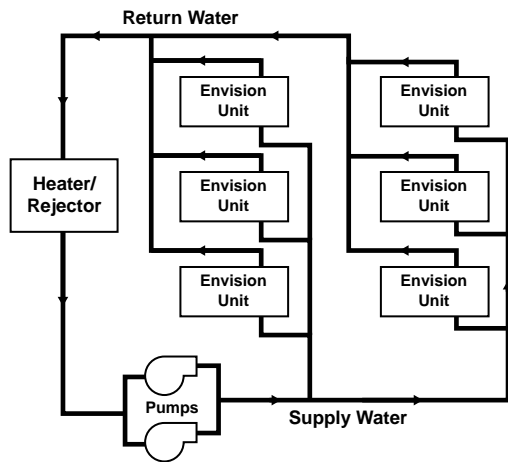 Return Water
Envision
Unit
Envision
Unit
Heater/
Rejector
Envision
Unit
Envision
Unit
Envision
Unit
Envision
Unit
Pumps
Supply Water